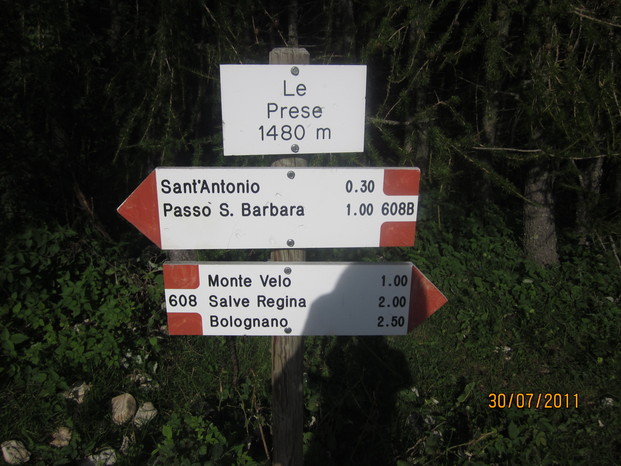 Le
Prese
1480 m
Sant'Antonio 0.30
Passo S. Barbara 1.00 608B
Monte Velo 1.00
608 Salve Regina 2.00
Bolognano 2.50
30/07/2011